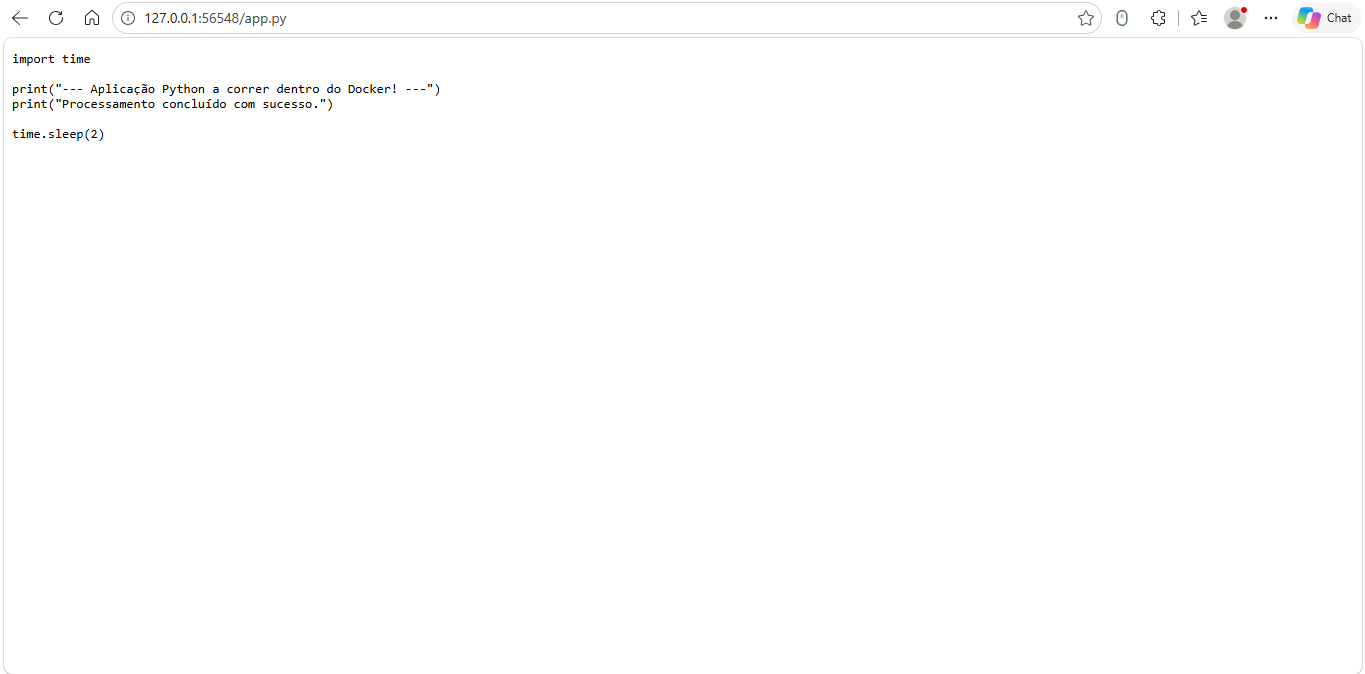 127.0.0.1:56548/app.py
Chat
import time
print("--- Aplicação Python a correr dentro do Docker! ---")
print("Processamento concluído com sucesso.")
time.sleep(2)